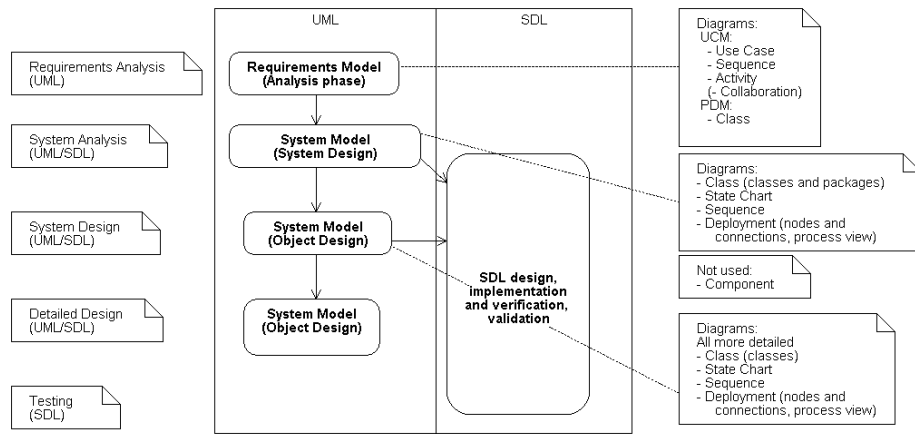 UML
SDL
Requirements Analysis
(UML)
System Analysis
(UML/SDL)
System Design
(UML/SDL)
Detailed Design
(UML/SDL)
Testing
(SDL)
Requirements Model
(Analysis phase)
System Model
(System Design)
System Model
(Object Design)
System Model
(Object Design)
SDL design,
implementation
and verification,
validation
Diagrams:
UCM:
- Use Case
- Sequence
- Activity
(- Collaboration)
PDM:
- Class
Diagrams:
- Class (classes and packages)
- State Chart
- Sequence
- Deployment (nodes and
connections, process view)
Not used:
- Component
Diagrams:
All more detailed
- Class (classes)
- State Chart
- Sequence
- Deployment (nodes and
connections, process view)